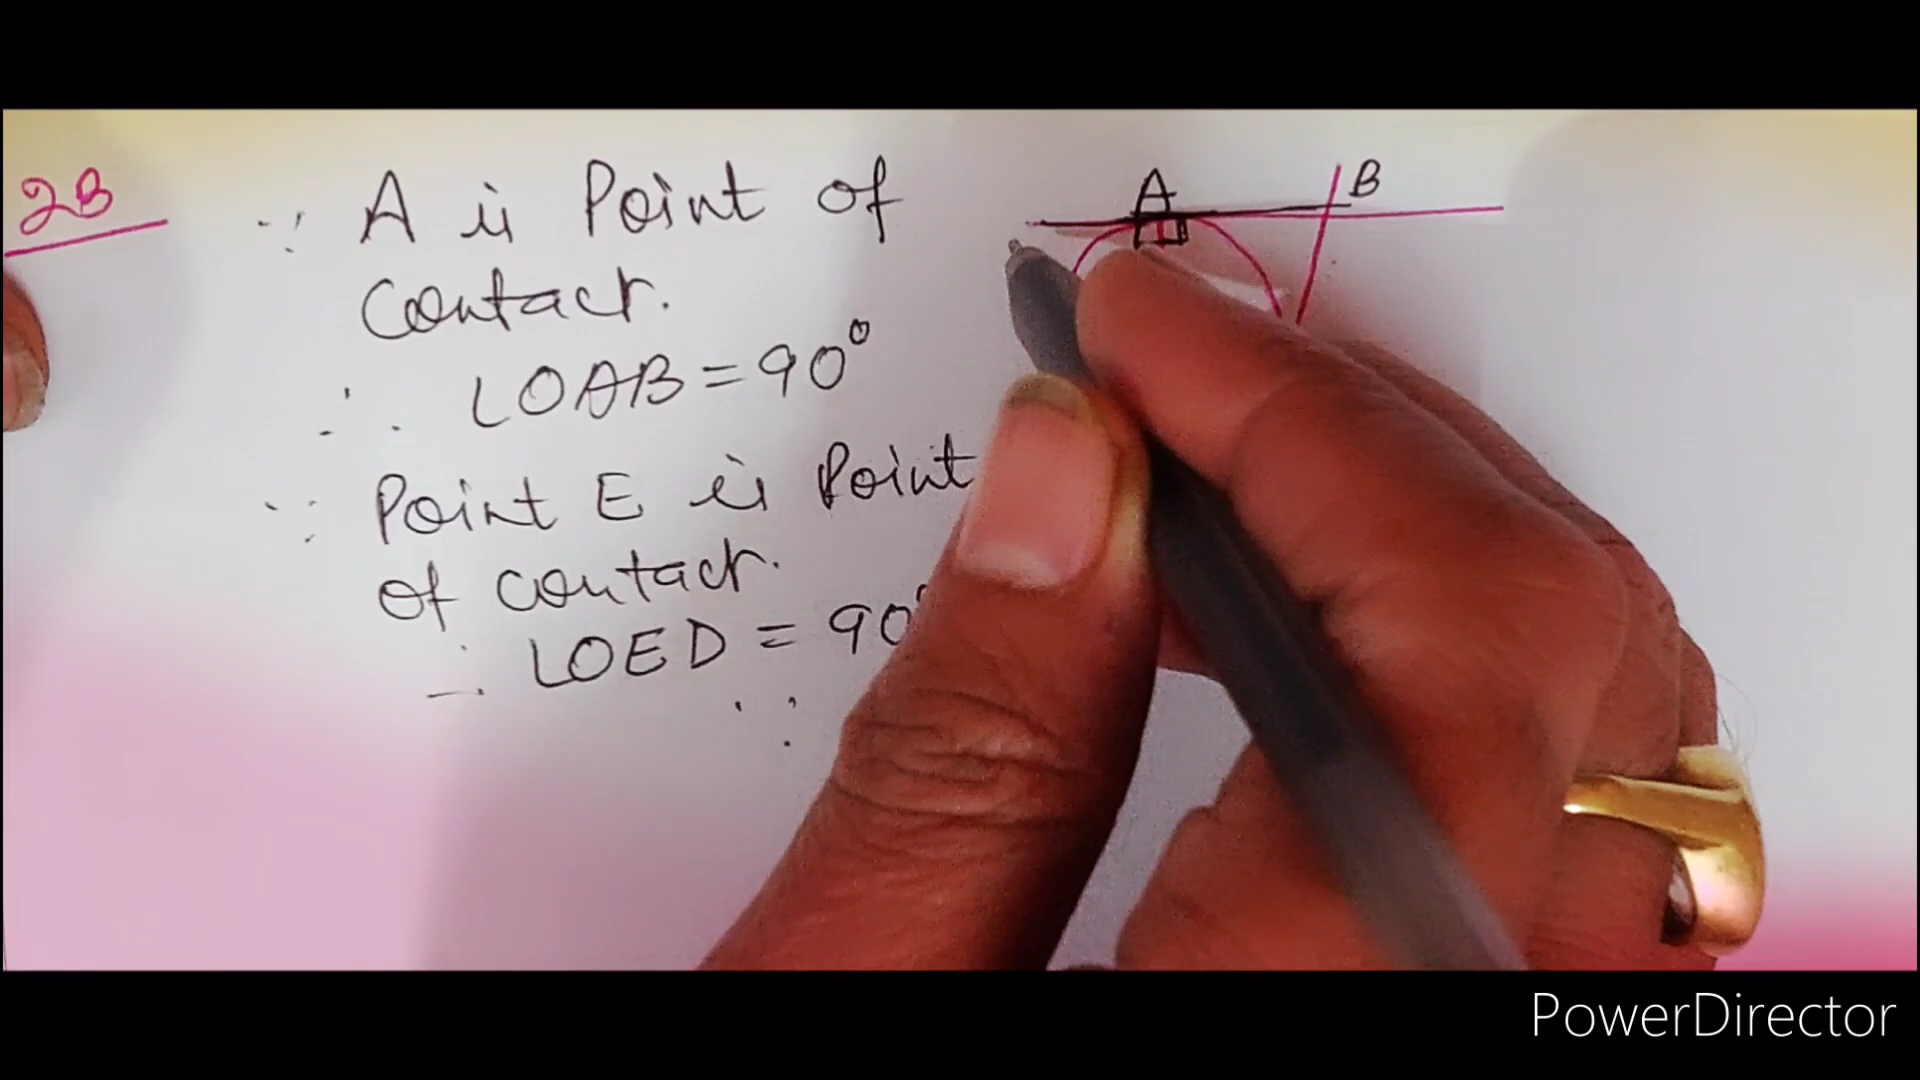 2B
∵ A is Point of
Contact.
∴ ∠OAB = 90°
∵ Point E is Point
of contact.
∴ ∠OED = 90°
∵
A
B
PowerDirector